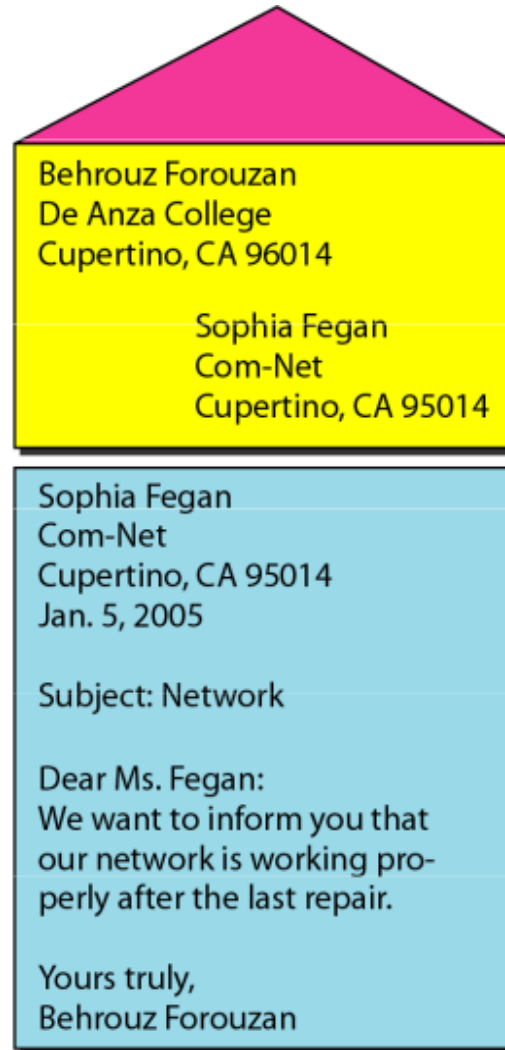 Behrouz Forouzan
De Anza College
Cupertino, CA 96014
Sophia Fegan
Com-Net
Cupertino, CA 95014
Sophia Fegan
Com-Net
Cupertino, CA 95014
Jan. 5, 2005
Subject: Network
Dear Ms. Fegan:
We want to inform you that
our network is working pro-
perly after the last repair.
Yours truly,
Behrouz Forouzan